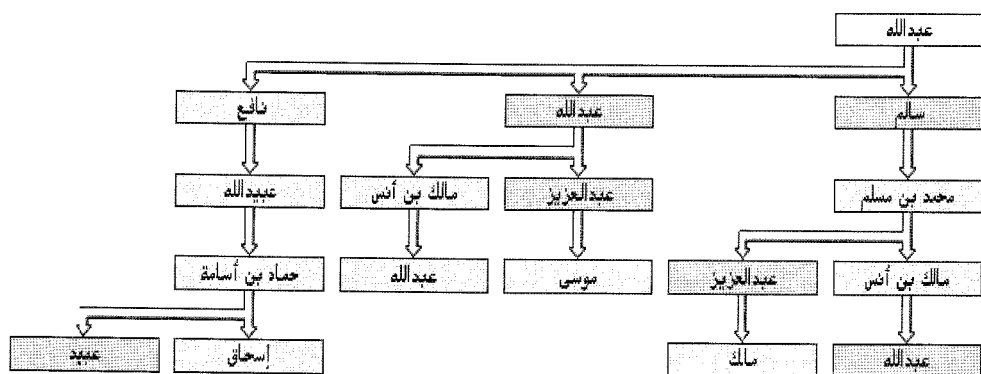 عبدالله
سالم
عبدالله
نافع
محمد بن مسلم
عبدالعزيز
مالك بن أنس
عبيدالله
مالك بن أنس
عبدالعزيز
موسى
عبدالله
حماد بن أسامة
عبدالله
مالك
إسحاق
عبيد